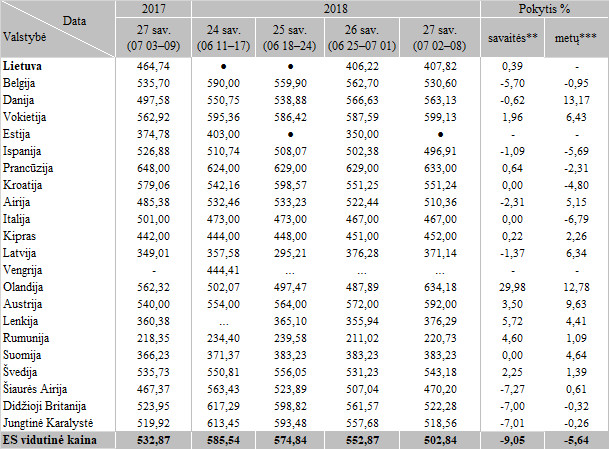 Data 2017 2018 Pokytis %
Valstybė 27 sav. (07 03–09) 24 sav. (06 11–17) 25 sav. (06 18–24) 26 sav. (06 25–07 01) 27 sav. (07 02–08) savaitės** metų***
Lietuva 464,74 ● ● 406,22 407,82 0,39 -
Belgija 535,70 590,00 559,90 562,70 530,60 -5,70 -0,95
Danija 497,58 550,75 538,88 566,63 563,13 -0,62 13,17
Vokietija 562,92 595,36 586,42 587,59 599,13 1,96 6,43
Estija 374,78 403,00 ● 350,00 ● - -
Ispanija 526,88 510,74 508,07 502,38 496,91 -1,09 -5,69
Prancūzija 648,00 624,00 629,00 629,00 633,00 0,64 -2,31
Kroatija 579,06 542,16 598,57 551,25 551,24 0,00 -4,80
Airija 485,38 532,46 533,23 522,44 510,36 -2,31 5,15
Italija 501,00 473,00 473,00 467,00 467,00 0,00 -6,79
Kipras 442,00 444,00 448,00 451,00 452,00 0,22 2,26
Latvija 349,01 357,58 295,21 376,28 371,14 -1,37 6,34
Vengrija - 444,41 ... ... ... - -
Olandija 562,32 502,07 497,47 487,89 634,18 29,98 12,78
Austrija 540,00 554,00 564,00 572,00 592,00 3,50 9,63
Lenkija 360,38 ... 365,10 355,94 376,29 5,72 4,41
Rumunija 218,35 234,40 239,58 211,02 220,73 4,60 1,09
Suomija 366,23 371,37 383,23 383,23 383,23 0,00 4,64
Švedija 535,73 550,81 556,05 531,23 543,18 2,25 1,39
Šiaurės Airija 467,37 563,43 523,89 507,04 470,20 -7,27 0,61
Didžioji Britanija 523,95 617,29 598,82 561,57 522,28 -7,00 -0,32
Jungtinė Karalystė 519,92 613,45 593,48 557,68 518,56 -7,01 -0,26
ES vidutinė kaina 532,87 585,54 574,84 552,87 502,84 -9,05 -5,64